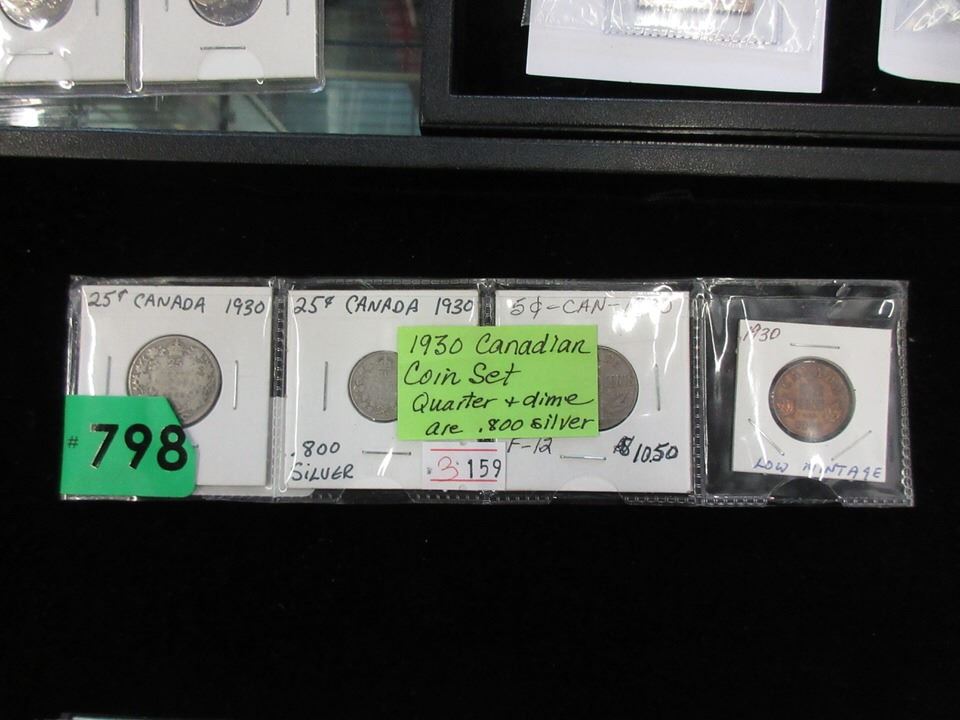 25¢ CANADA 1930
#798
25¢ CANADA 1930
.800
SILVER
1930 Canadian
Coin Set
Quarter + dime
are .800 silver
3. 159
5¢-CAN-1930
F-12
$10.50
1930
LOW MINTAGE